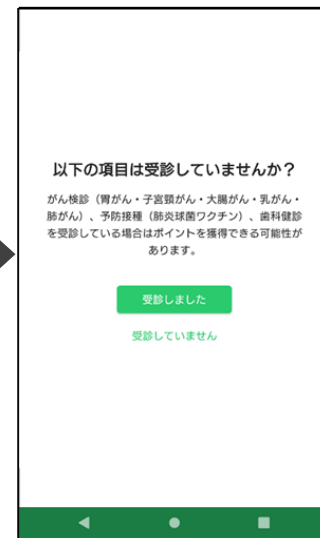 以下の項目は受診していませんか？
がん検診（胃がん・子宮頸がん・大腸がん・乳がん・
肺がん）、予防接種（肺炎球菌ワクチン）、歯科健診
を受診している場合はポイントを獲得できる可能性が
あります。
受診しました
受診していません